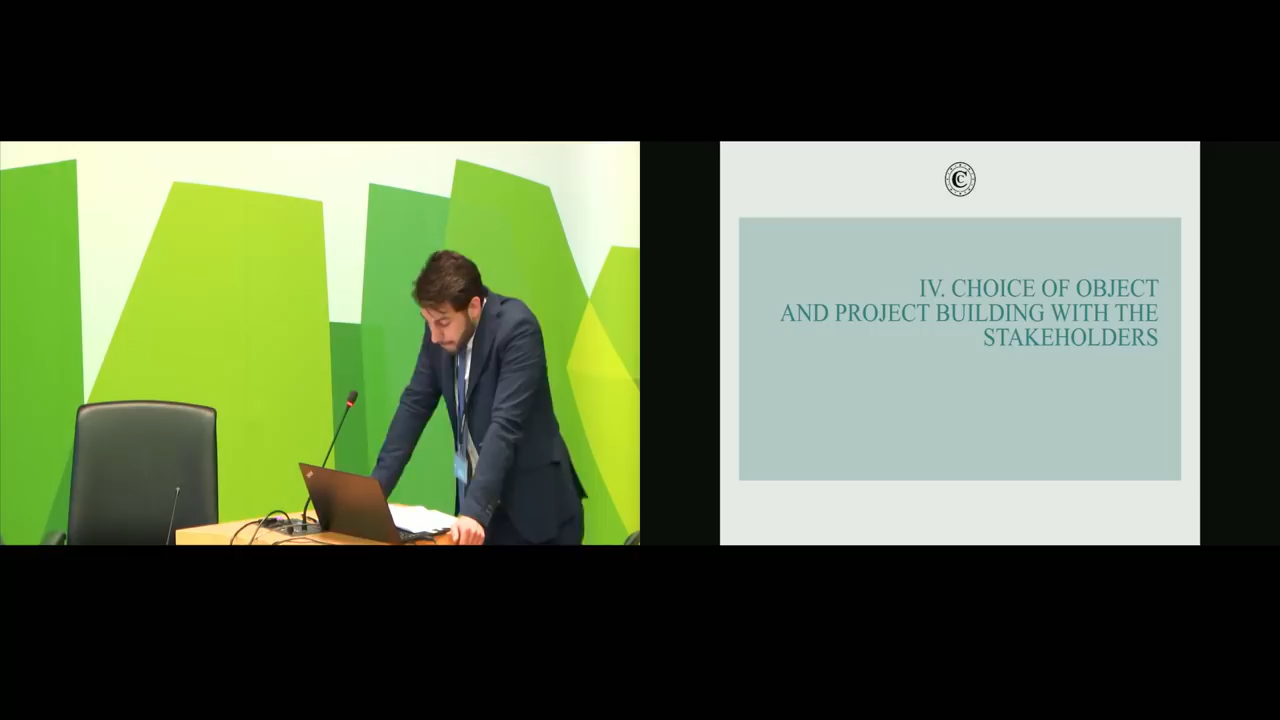 IV. CHOICE OF OBJECT
AND PROJECT BUILDING WITH THE
STAKEHOLDERS